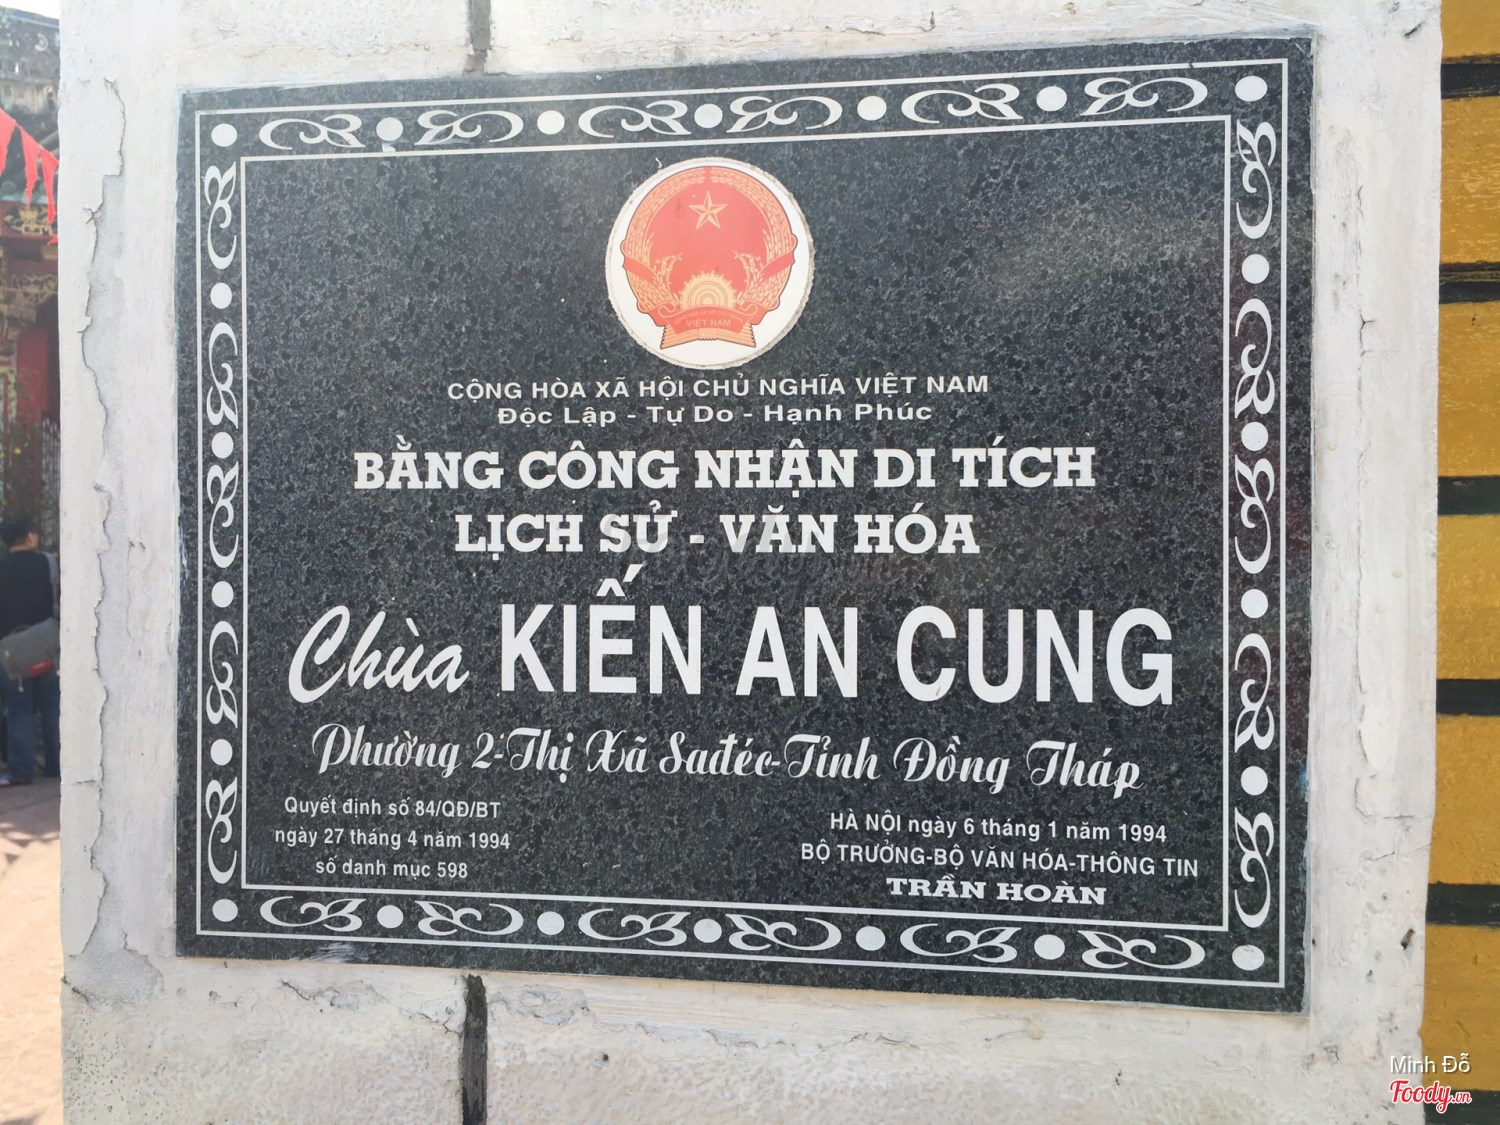 VIỆT NAM
CỘNG HÒA XÃ HỘI CHỦ NGHĨA VIỆT NAM
Độc Lập - Tự Do - Hạnh Phúc
BẰNG CÔNG NHẬN DI TÍCH
LỊCH SỬ - VĂN HÓA
Chùa KIẾN AN CUNG
Phường 2-Thị Xã Sađéc-Tỉnh Đồng Tháp
Quyết định số 84/QĐ/BT
ngày 27 tháng 4 năm 1994
số danh mục 598
HÀ NỘI ngày 6 tháng 1 năm 1994
BỘ TRƯỞNG-BỘ VĂN HÓA-THÔNG TIN
TRẦN HOÀN
Minh Đỗ
Foody.vn